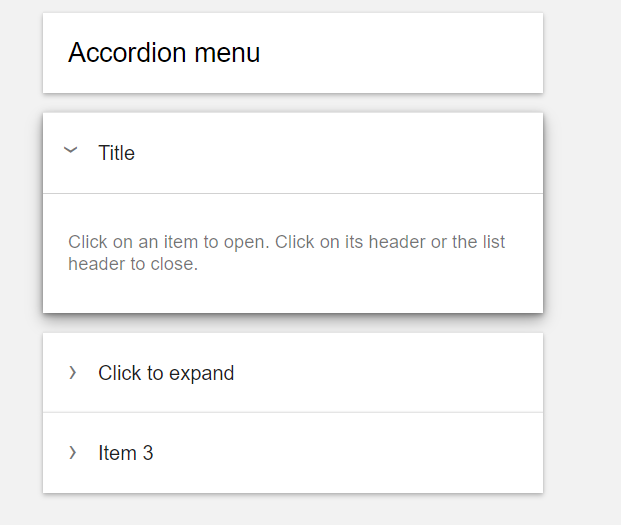 Accordion menu
Title
Click on an item to open. Click on its header or the list
header to close.
Click to expand
Item 3